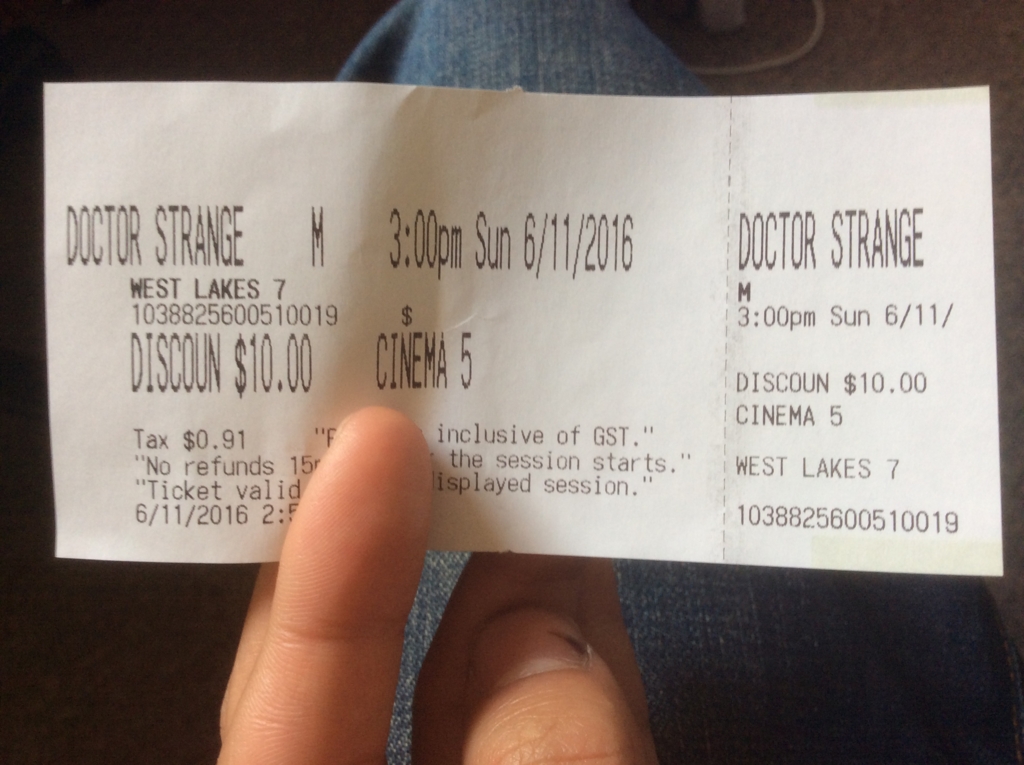 DOCTOR STRANGE M 3:00pm Sun 6/11/2016
WEST LAKES 7
1038825600510019 $
DISCOUN $10.00 CINEMA 5
Tax $0.91 inclusive of GST."
"No refunds the session starts."
"Ticket valid displayed session."
6/11/2016
DOCTOR STRANGE
M
3:00pm Sun 6/11/
DISCOUN $10.00
CINEMA 5
WEST LAKES 7
1038825600510019